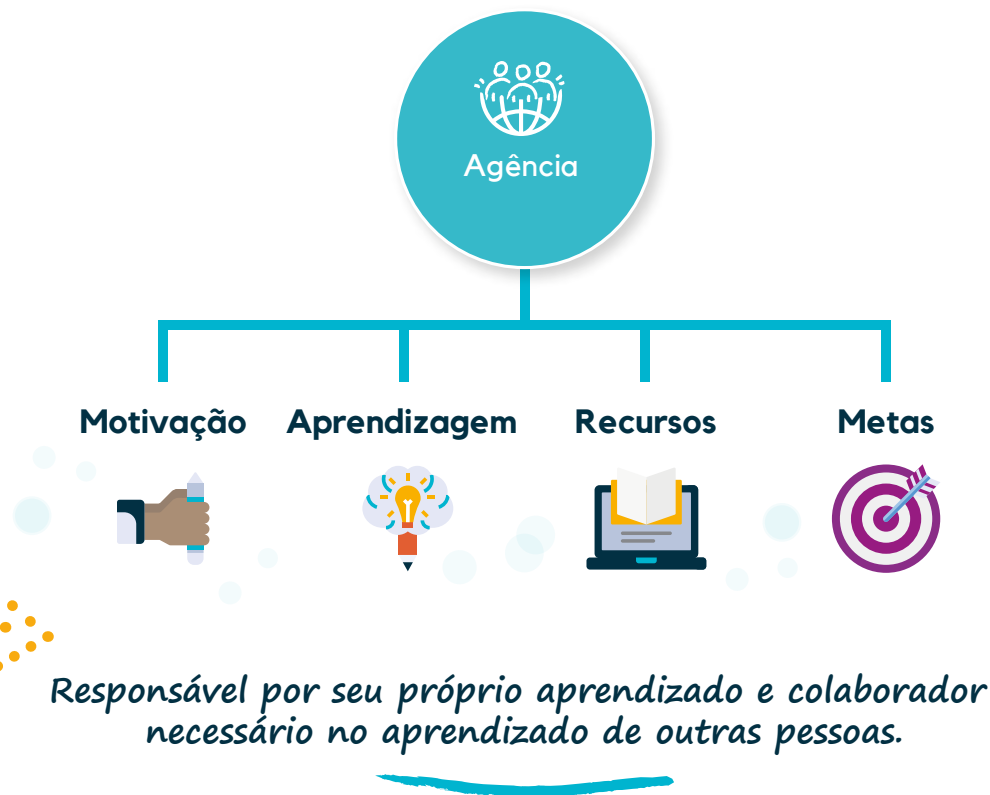 Agência
Motivação
Aprendizagem
Recursos
Metas
Responsável por seu próprio aprendizado e colaborador
necessário no aprendizado de outras pessoas.